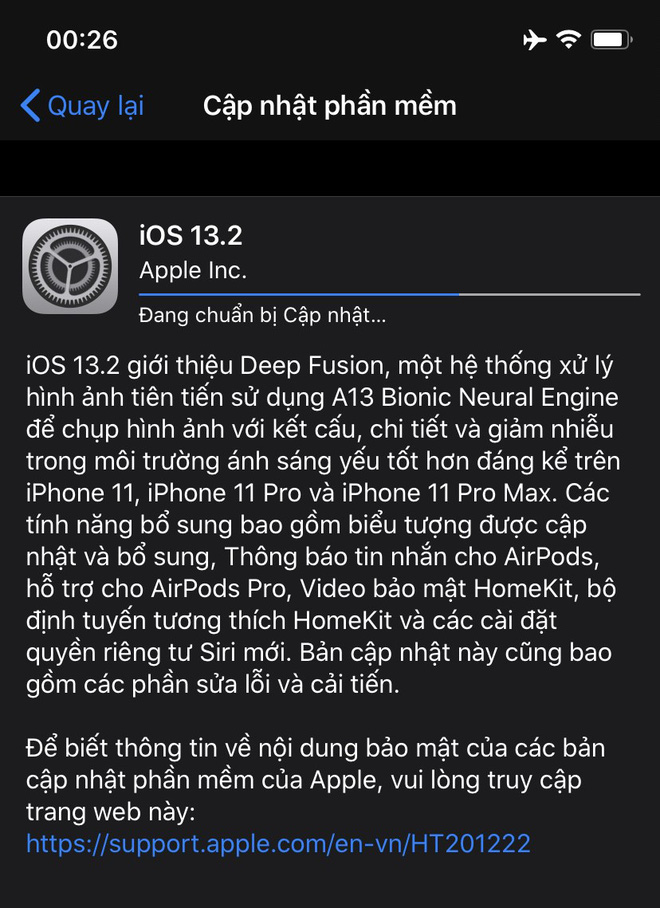 00:26
Quay lại
Cập nhật phần mềm
iOS 13.2
Apple Inc.
Đang chuẩn bị Cập nhật...
iOS 13.2 giới thiệu Deep Fusion, một hệ thống xử lý
hình ảnh tiên tiến sử dụng A13 Bionic Neural Engine
để chụp hình ảnh với kết cấu, chi tiết và giảm nhiễu
trong môi trường ánh sáng yếu tốt hơn đáng kể trên
iPhone 11, iPhone 11 Pro và iPhone 11 Pro Max. Các
tính năng bổ sung bao gồm biểu tượng được cập
nhật và bổ sung, Thông báo tin nhắn cho AirPods,
hỗ trợ cho AirPods Pro, Video bảo mật HomeKit, bộ
định tuyến tương thích HomeKit và các cài đặt
quyền riêng tư Siri mới. Bản cập nhật này cũng bao
gồm các phần sửa lỗi và cải tiến.
Để biết thông tin về nội dung bảo mật của các bản
cập nhật phần mềm của Apple, vui lòng truy cập
trang web này:
https://support.apple.com/en-vn/HT201222